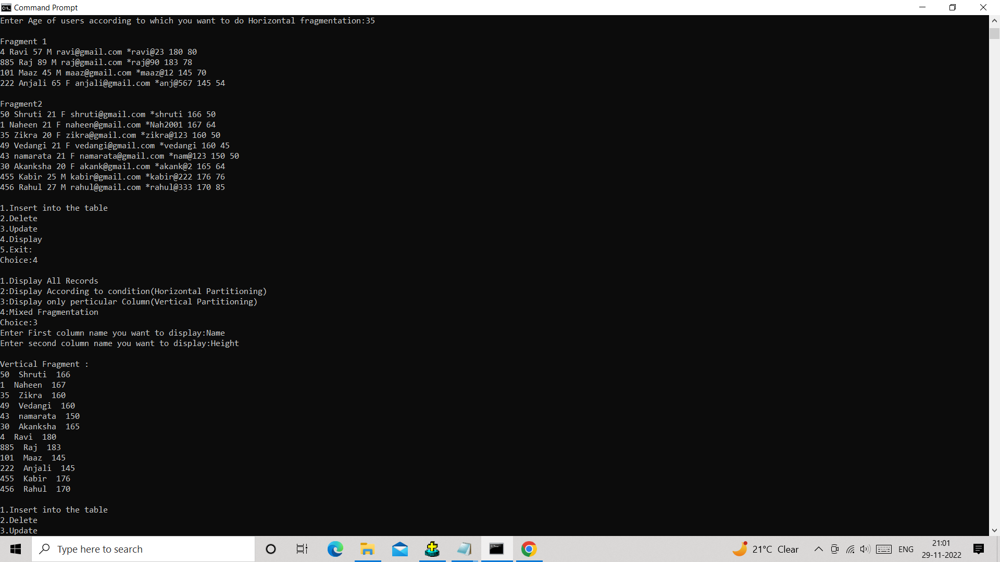 Command Prompt
Enter Age of users according to which you want to do Horizontal fragmentation:35
Fragment 1
4 Ravi 57 M ravi@gmail.com *ravi@23 180 80
885 Raj 89 M raj@gmail.com *raj@90 183 78
101 Maaz 45 M maaz@gmail.com *maaz@12 145 70
222 Anjali 65 F anjali@gmail.com *anj@567 145 54
Fragment2
50 Shruti 21 F shruti@gmail.com *shruti 166 50
1 Naheen 21 F naheen@gmail.com *Nah2001 167 64
35 Zikra 20 F zikra@gmail.com *zikra@123 160 50
49 Vedangi 21 F vedangi@gmail.com *vedangi 160 45
43 namarata 21 F namarata@gmail.com *nam@123 150 50
30 Akanksha 20 F akank@gmail.com *akank@2 165 64
455 Kabir 25 M kabir@gmail.com *kabir@222 176 76
456 Rahul 27 M rahul@gmail.com *rahul@333 170 85
1.Insert into the table
2.Delete
3.Update
4.Display
5.Exit:
Choice:4
1.Display All Records
2:Display According to condition(Horizontal Partitioning)
3:Display only perticular Column(Vertical Partitioning)
4:Mixed Fragmentation
Choice:3
Enter First column name you want to display:Name
Enter second column name you want to display:Height
Vertical Fragment :
50  Shruti  166
1  Naheen  167
35  Zikra  160
49  Vedangi  160
43  namarata  150
30  Akanksha  165
4  Ravi  180
885  Raj  183
101  Maaz  145
222  Anjali  145
455  Kabir  176
456  Rahul  170
1.Insert into the table
2.Delete
3.Update
Type here to search
21°C Clear
ENG
21:01
29-11-2022